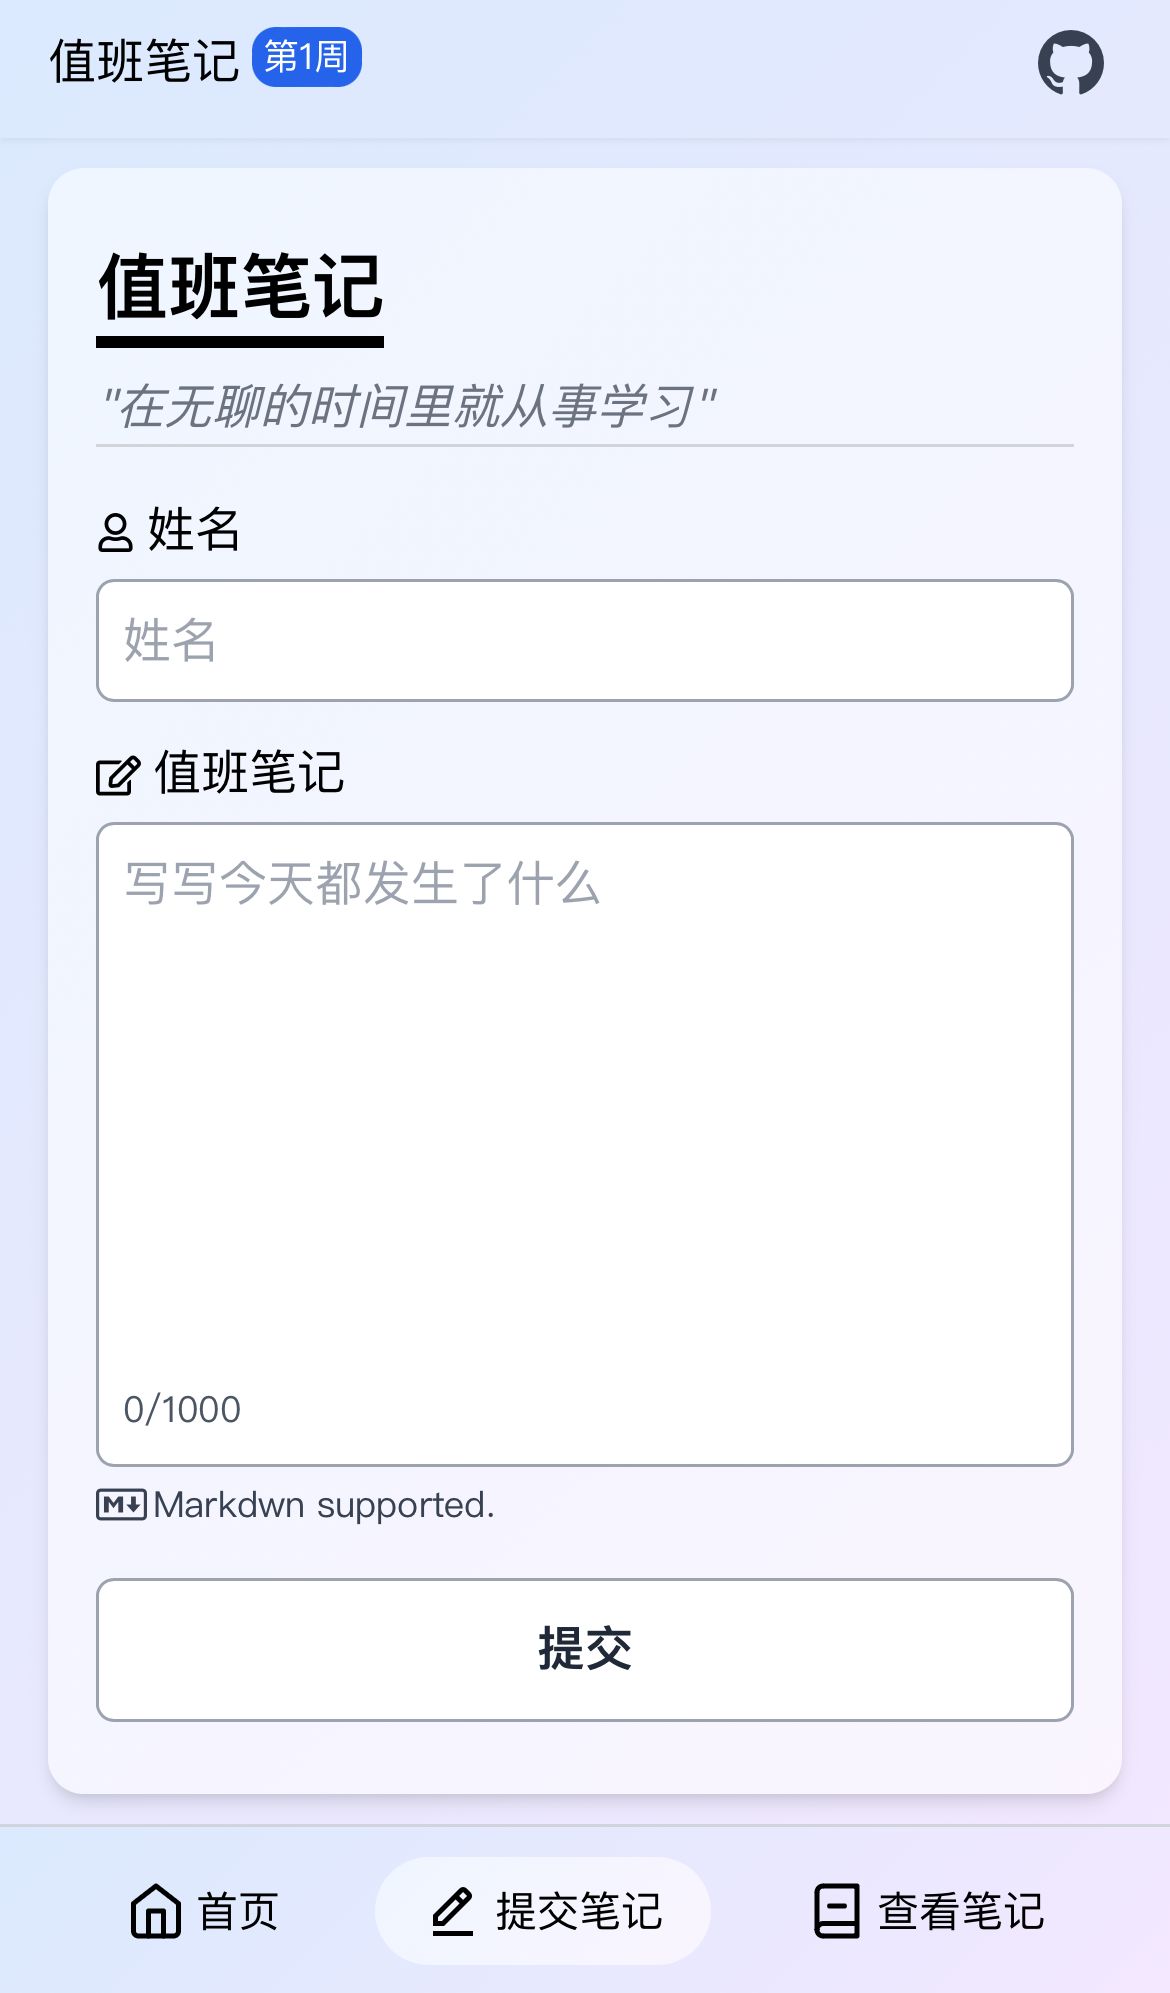 值班笔记 第1周
值班笔记
"在无聊的时间里就从事学习"
姓名
姓名
值班笔记
写写今天都发生了什么
0/1000
Markdwn supported.
提交
首页 提交笔记 查看笔记